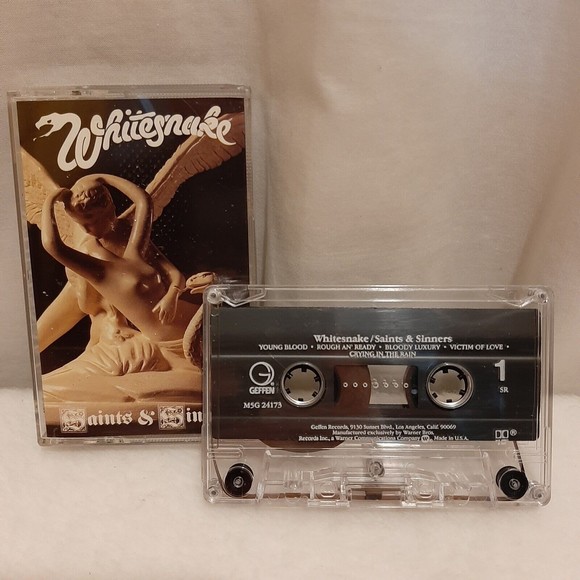 Whitesnake
Saints & Sin
Whitesnake/Saints & Sinners
YOUNG BLOOD • ROUGH AN' READY • BLOODY LUXURY • VICTIM OF LOVE •
CRYING IN THE RAIN
G
GEFFEN
M5G 24173
1
SR
Geffen Records, 9130 Sunset Blvd., Los Angeles, Calif. 90069
Manufactured exclusively by Warner Bros.
Records Inc., a Warner Communications Company W Made in U.S.A.